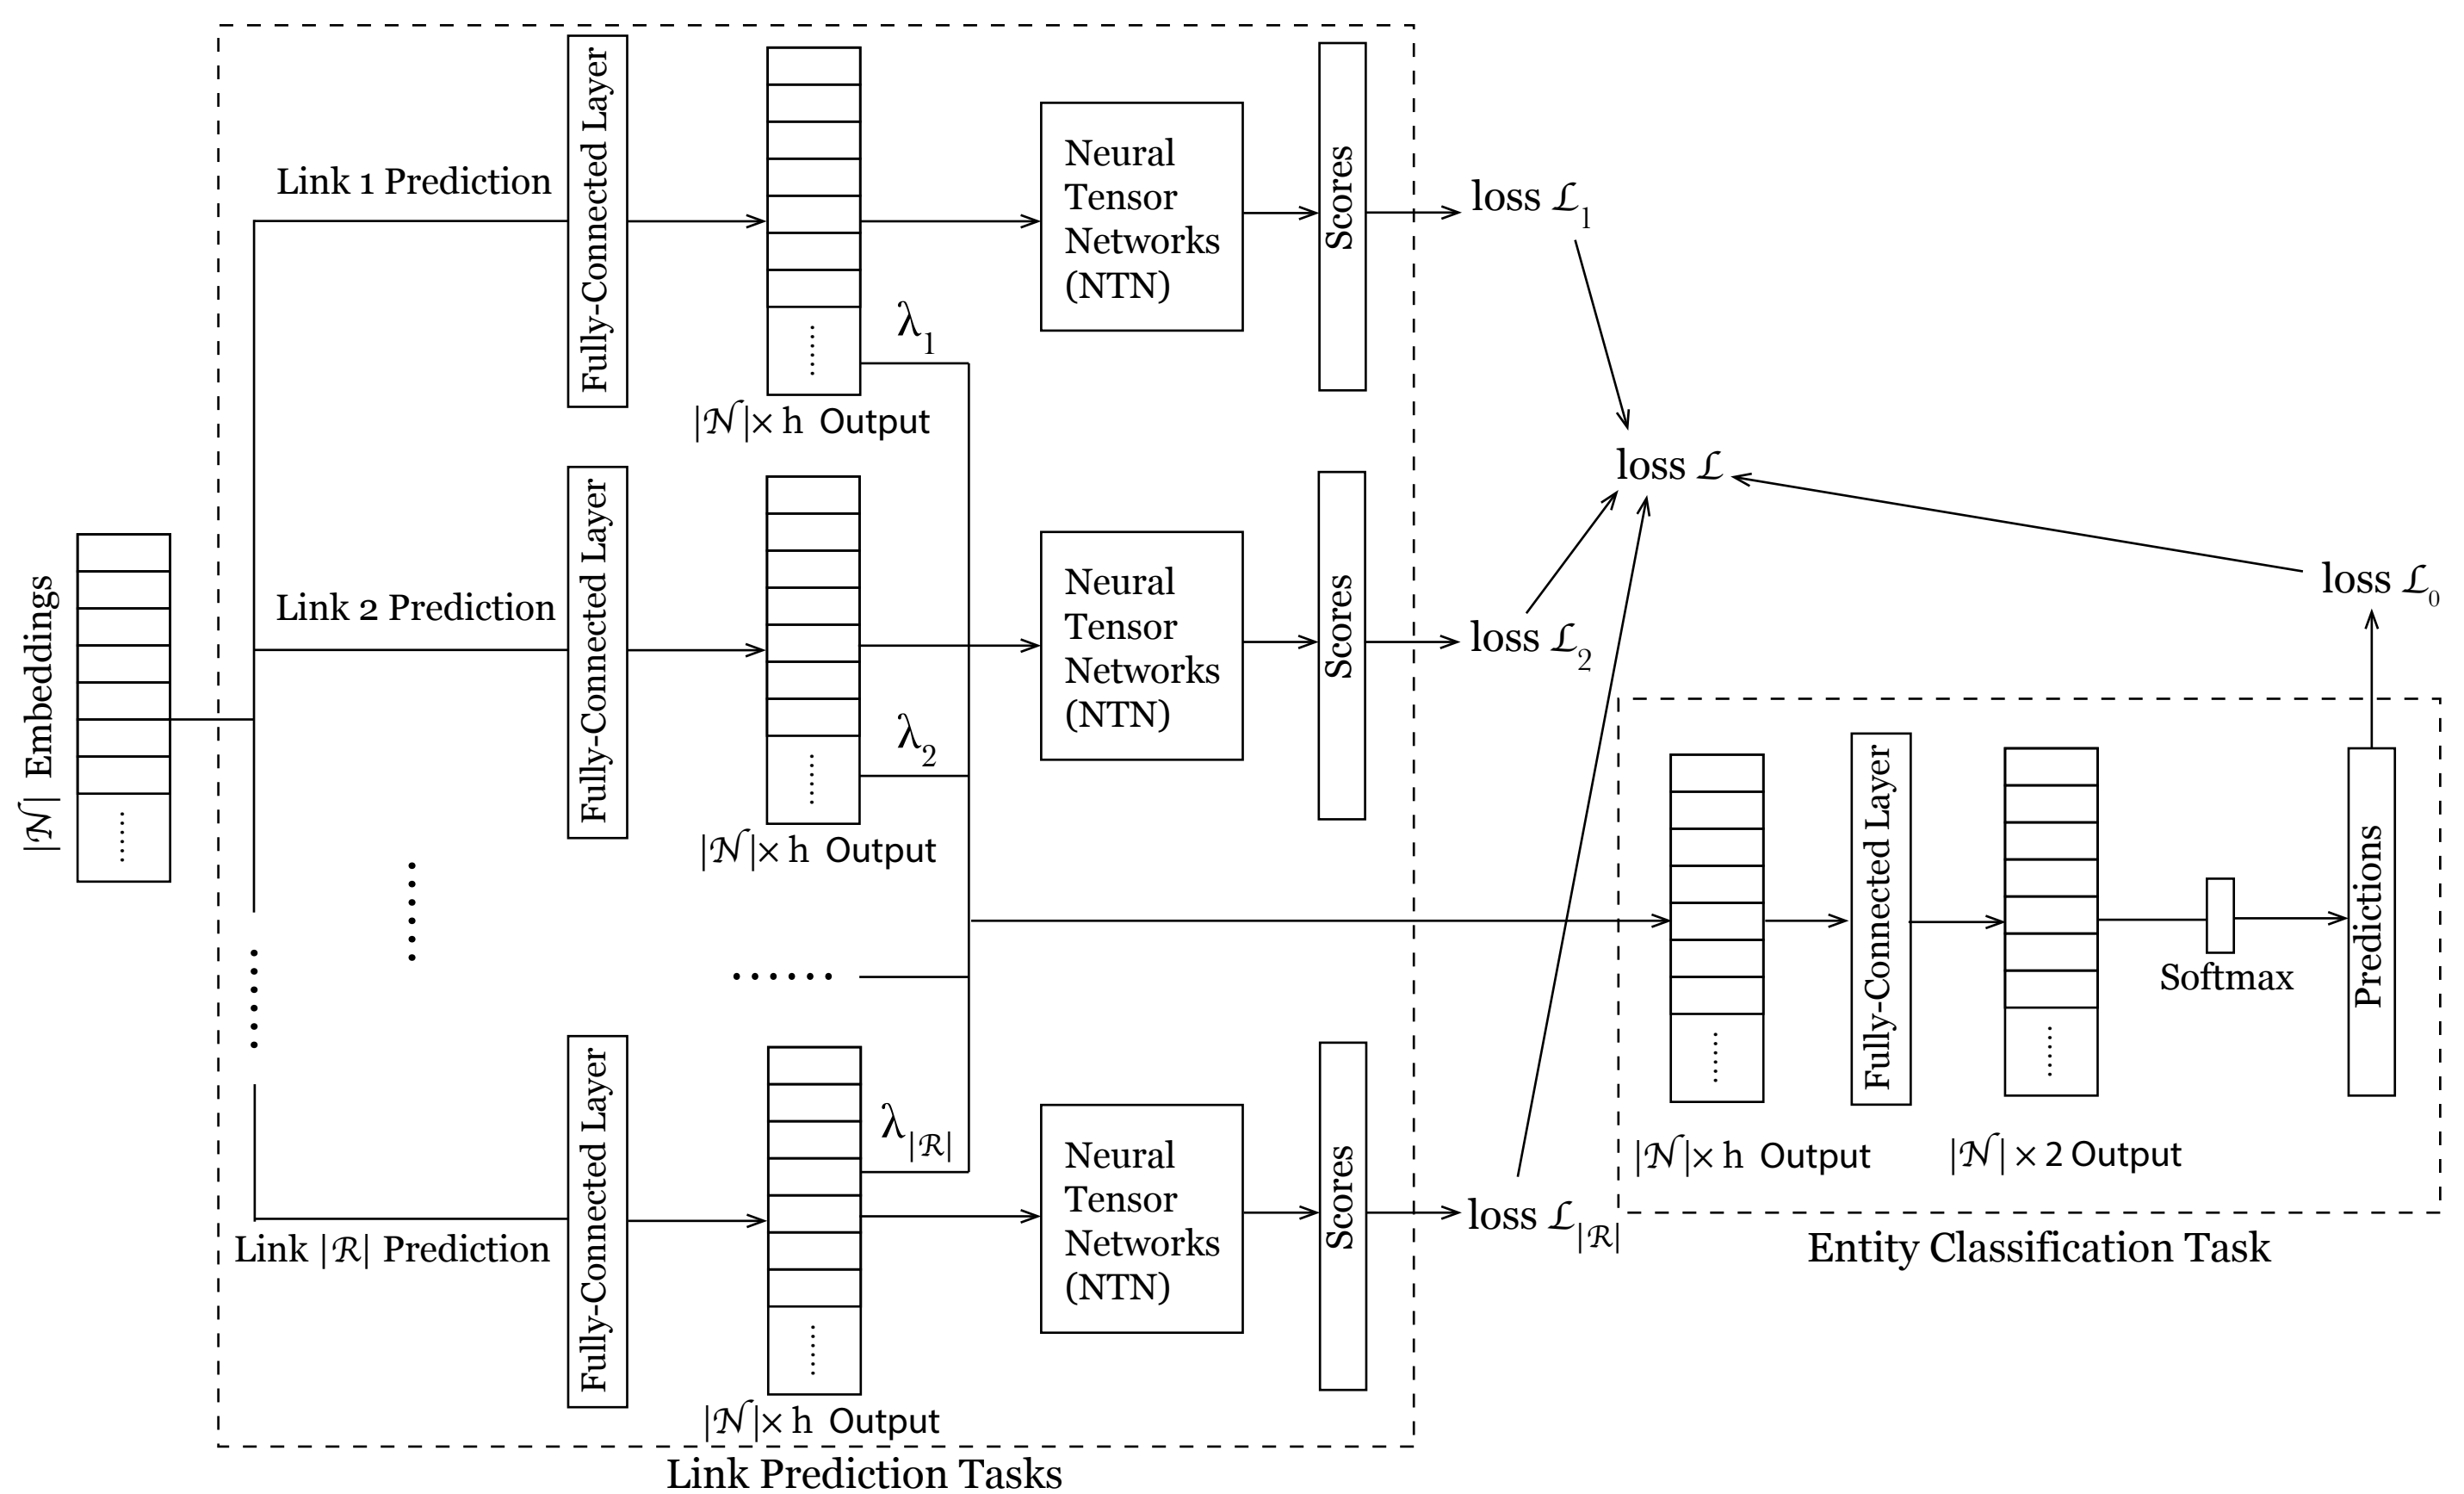 |𝒩| Embeddings
Link 1 Prediction
Fully-Connected Layer
......
|𝒩|× h Output
λ1
Neural
Tensor
Networks
(NTN)
Scores
loss ℒ1
Link 2 Prediction
Fully-Connected Layer
......
|𝒩|× h Output
λ2
Neural
Tensor
Networks
(NTN)
Scores
loss ℒ2
......
......
......
......
Link |ℛ| Prediction
Fully-Connected Layer
......
|𝒩|× h Output
λ|ℛ|
Neural
Tensor
Networks
(NTN)
Scores
loss ℒ|ℛ|
Link Prediction Tasks
loss ℒ
loss ℒ0
......
|𝒩|× h Output
Fully-Connected Layer
......
|𝒩| × 2 Output
Softmax
Predictions
Entity Classification Task